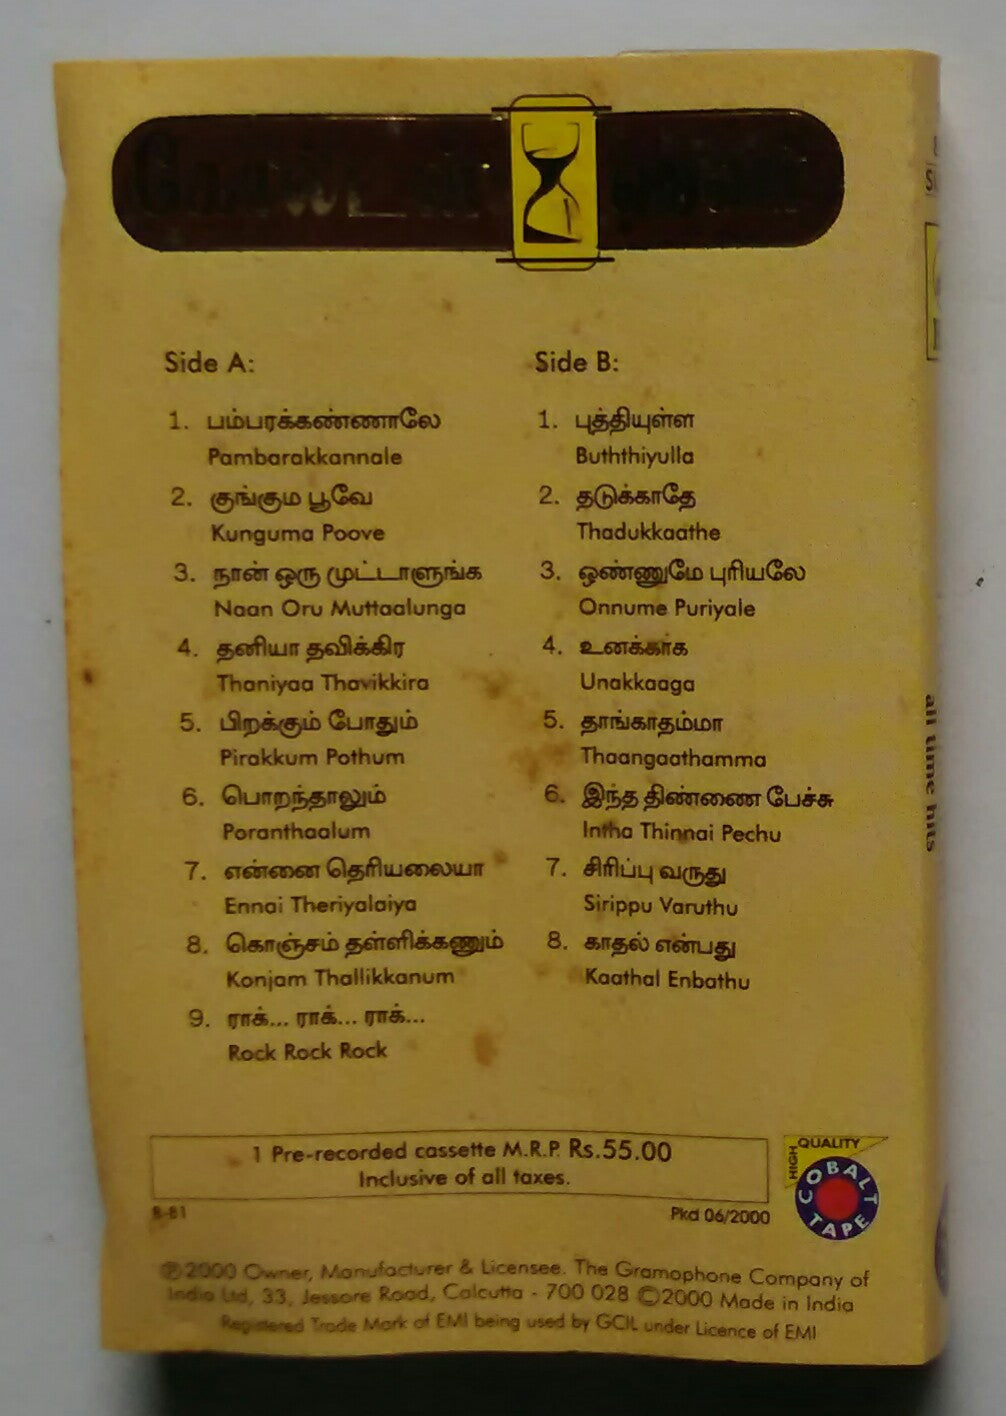 கோல்டன்
Side A:
1. பம்பரக்கண்ணாலே
Pambarakkannale
2. குங்கும பூவே
Kunguma Poove
3. நான் ஒரு முட்டாளுங்க
Naan Oru Muttaalunga
4. தனியா தவிக்கிர
Thaniyaa Thavikkira
5. பிறக்கும் போதும்
Pirakkum Pothum
6. பொறந்தாலும்
Poranthaalum
7. என்னை தெரியலையா
Ennai Theriyalaiya
8. கொஞ்சம் தள்ளிக்கணும்
Konjam Thallikkanum
9. ராக்... ராக்... ராக்...
Rock Rock Rock
Side B:
1. புத்தியுள்ள
Buththiyulla
2. தடுக்காதே
Thadukkaathe
3. ஒண்ணுமே புரியலே
Onnume Puriyale
4. உனக்காக
Unakkaaga
5. தாங்காதம்மா
Thaangaathamma
6. இந்த திண்ணை பேச்சு
Intha Thinnai Pechu
7. சிரிப்பு வருது
Sirippu Varuthu
8. காதல் என்பது
Kaathal Enbathu
1 Pre-recorded cassette M.R.P. Rs.55.00
Inclusive of all taxes.
B-81
Pkd 06/2000
HIGH QUALITY
COBALT TAPE
℗2000 Owner, Manufacturer & Licensee. The Gramophone Company of
India Ltd, 33, Jessore Road, Calcutta - 700 028 ©2000 Made in India
Registered Trade Mark of EMI being used by GCIL under Licence of EMI
all time hits